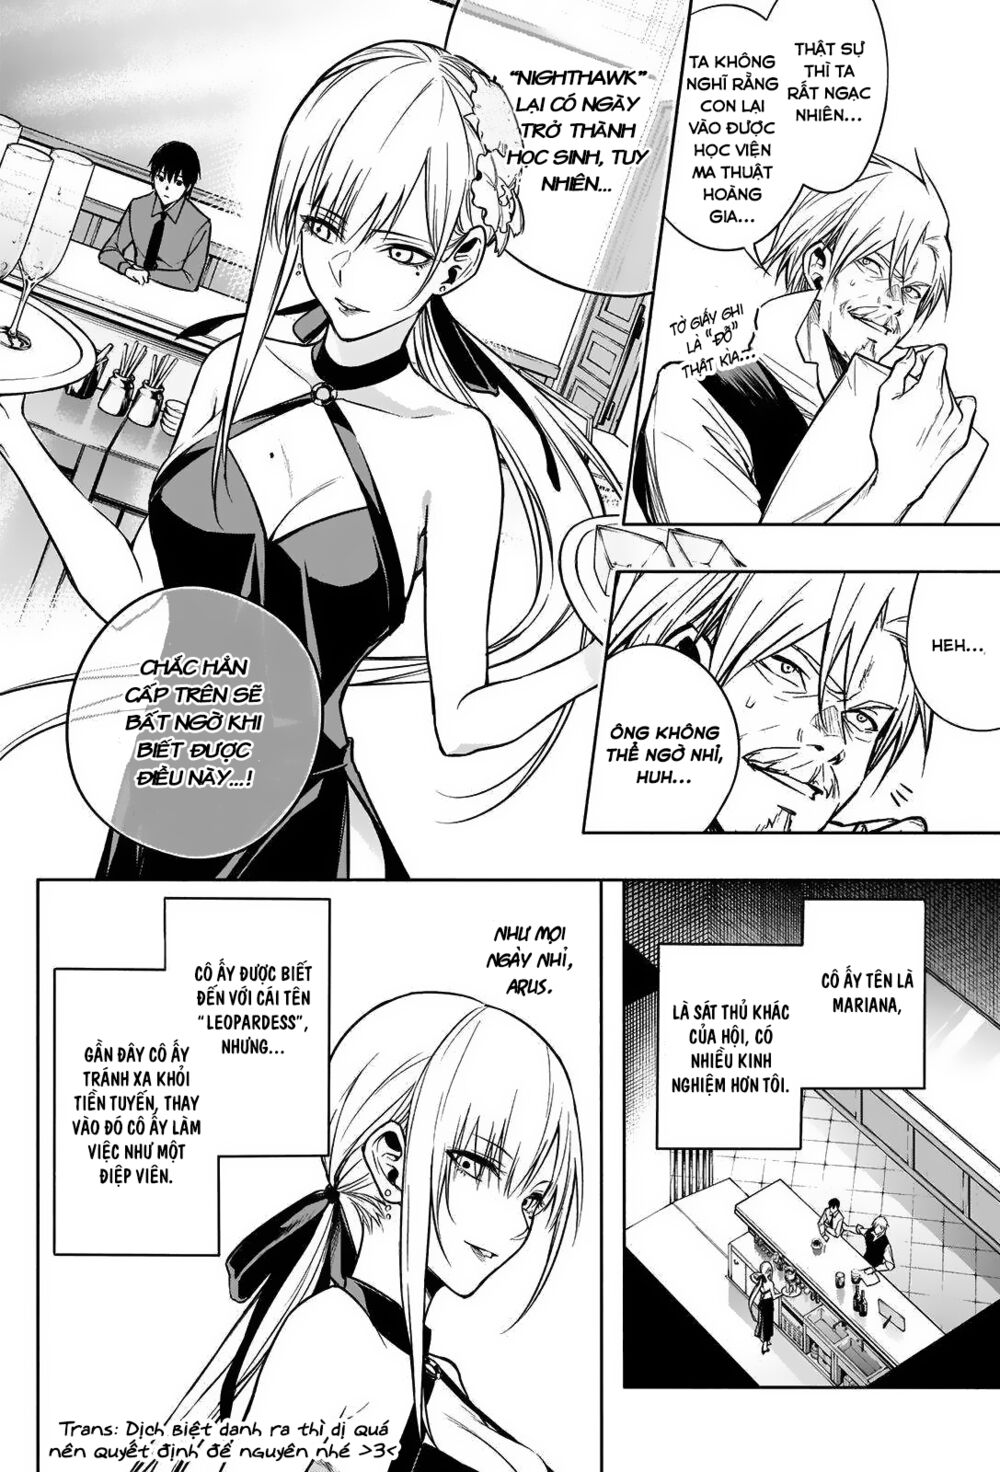 THẬT SỰ
THÌ TA
RẤT NGẠC
NHIÊN...
TA KHÔNG
NGHĨ RẰNG
CON LẠI
VÀO ĐƯỢC
HỌC VIỆN
MA THUẬT
HOÀNG
GIA...
TỜ GIẤY GHI
LÀ "ĐỖ"
THẬT KÌA...
"NIGHTHAWK"
LẠI CÓ NGÀY
TRỞ THÀNH
HỌC SINH, TUY
NHIÊN...
CHẮC HẲN
CẤP TRÊN SẼ
BẤT NGỜ KHI
BIẾT ĐƯỢC
ĐIỀU NÀY...!
HEH...
ÔNG KHÔNG
THỂ NGỜ NHỈ,
HUH...
CÔ ẤY TÊN LÀ
MARIANA,
LÀ SÁT THỦ KHÁC
CỦA HỘI, CÓ
NHIỀU KINH
NGHIỆM HƠN TÔI.
NHƯ MỌI
NGÀY NHỈ,
ARUS.
CÔ ẤY ĐƯỢC BIẾT
ĐẾN VỚI CÁI TÊN
"LEOPARDESS",
NHƯNG...
GẦN ĐÂY CÔ ẤY
TRÁNH XA KHỎI
TIỀN TUYẾN, THAY
VÀO ĐÓ CÔ ẤY LÀM
VIỆC NHƯ MỘT
ĐIỆP VIÊN.
Trans: Dịch biệt danh ra thì dị quá
nên quyết định để nguyên nhé >3<